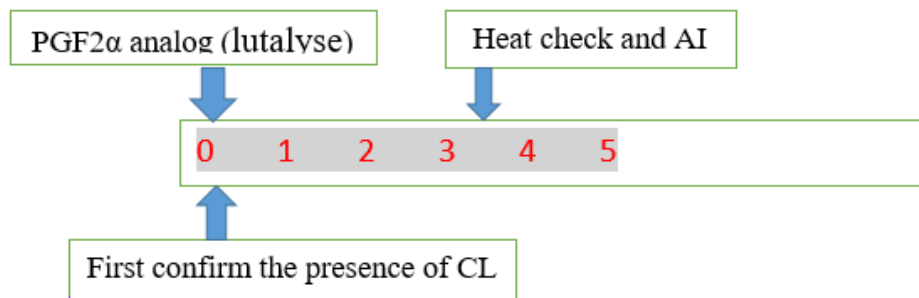 PGF2α analog (lutalyse)
Heat check and AI
0 1 2 3 4 5
First confirm the presence of CL